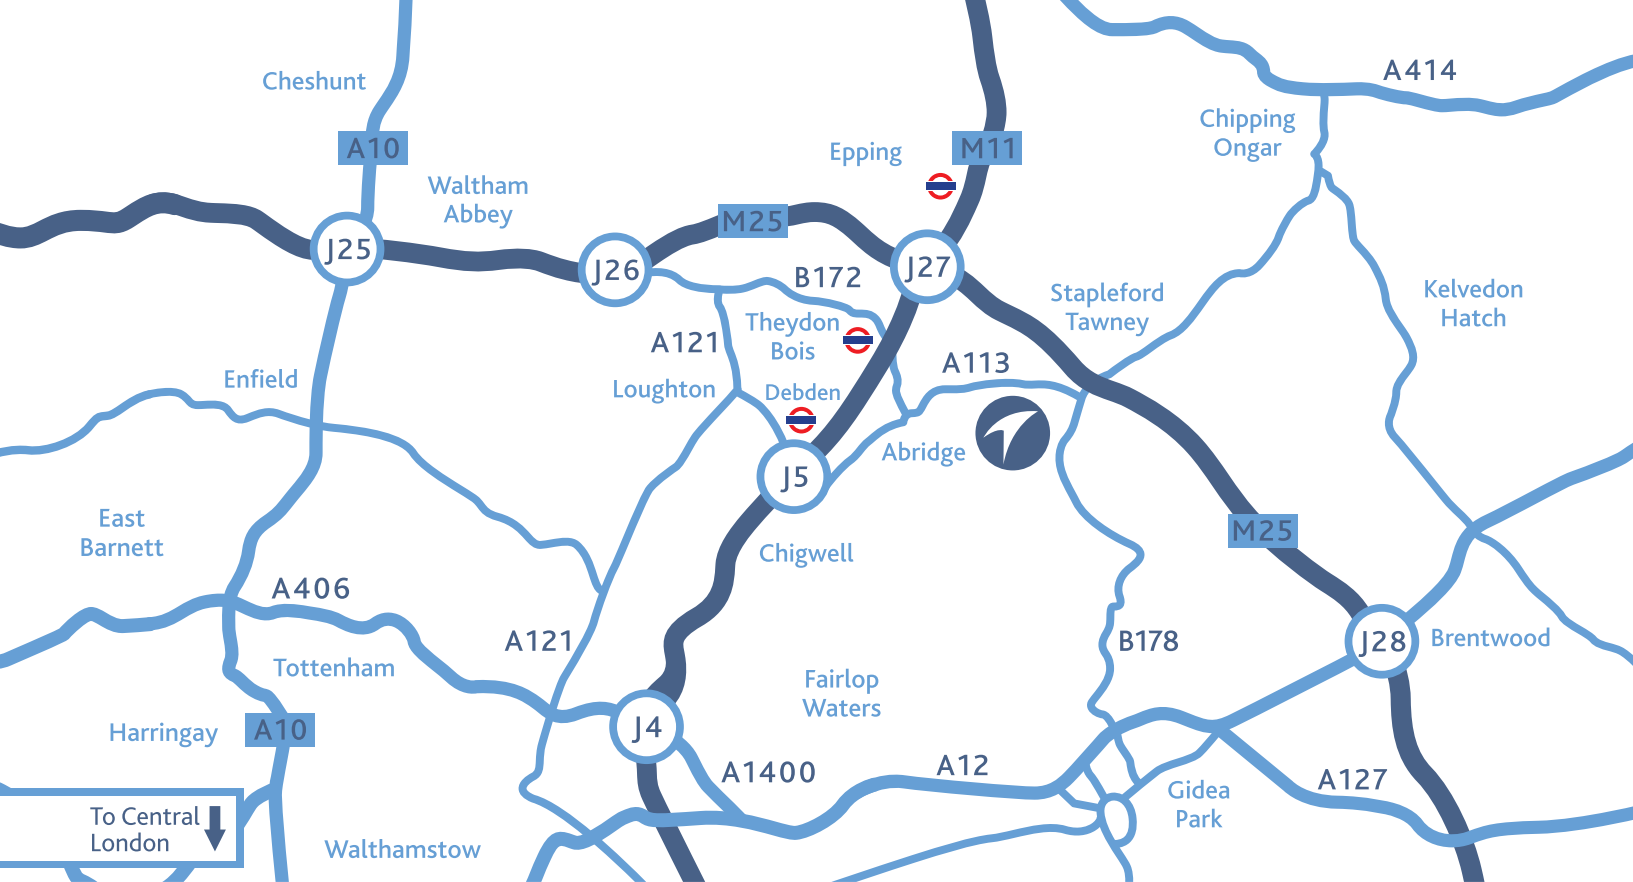 A414
Cheshunt
Chipping
Ongar
A10
Epping
M11
Waltham
Abbey
M25
J25
J26
J27
B172
Stapleford
Tawney
Kelvedon
Hatch
Theydon
Bois
A121
A113
Enfield
Loughton
Debden
Abridge
J5
East
Barnett
M25
Chigwell
A406
A121
B178
J28
Brentwood
Tottenham
Fairlop
Waters
Harringay
A10
J4
A1400
A12
A127
Gidea
Park
To Central
London
Walthamstow